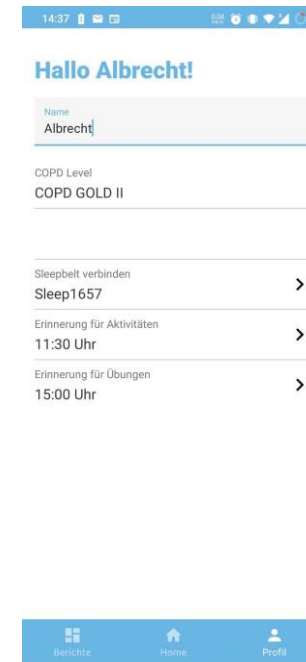 14:37
Hallo Albrecht!
Name
Albrecht
COPD Level
COPD GOLD II
Sleepbelt verbinden
Sleep1657
Erinnerung für Aktivitäten
11:30 Uhr
Erinnerung für Übungen
15:00 Uhr
Berichte Home Profil